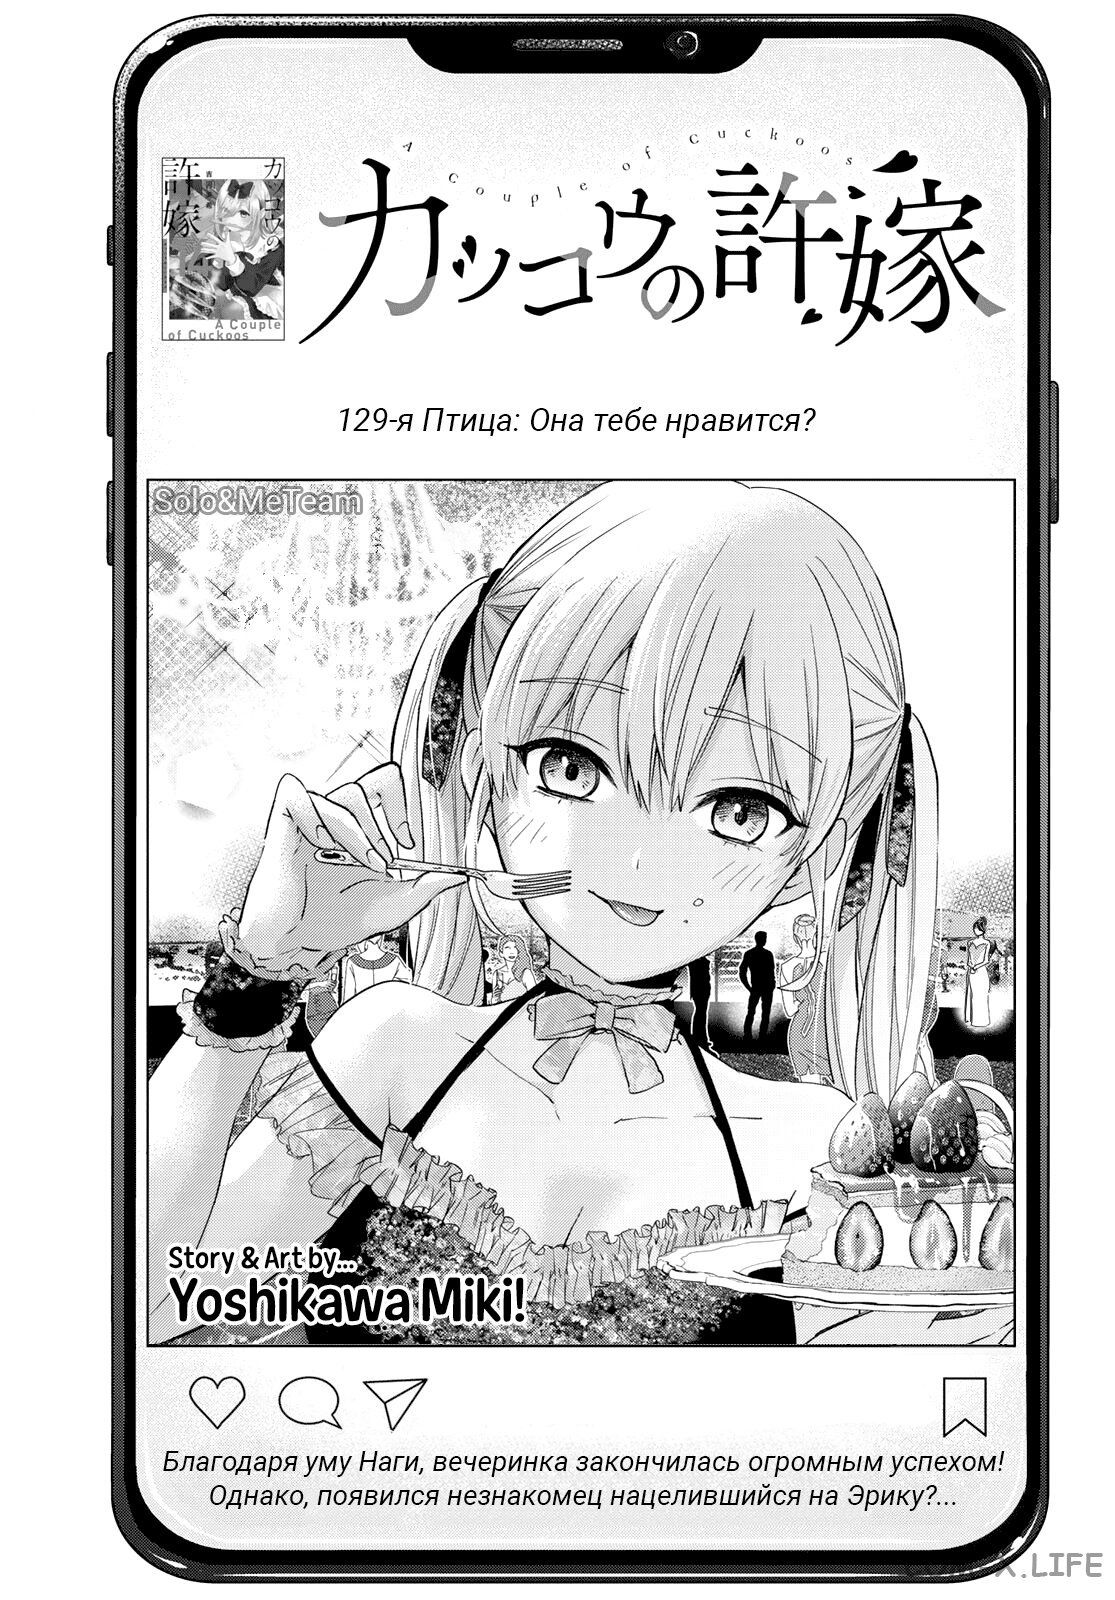 A Couple of Cuckoos
カッコウの許嫁
カッコウの
許嫁
14
A Couple
of Cuckoos
129-я Птица: Она тебе нравится?
Solo&MeTeam
Story & Art by...
Yoshikawa Miki!
Благодаря уму Наги, вечеринка закончилась огромным успехом!
Однако, появился незнакомец нацелившийся на Эрику?...
X.LIFE